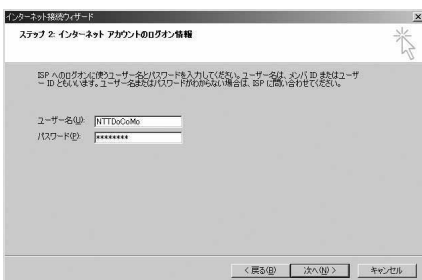 インターネット接続ウィザード
ステップ 2: インターネット アカウントのログオン情報
ISP へのログオンに使うユーザー名とパスワードを入力してください。ユーザー名は、メンバ ID またはユーザ
ー ID ともいいます。ユーザー名またはパスワードがわからない場合は、ISP に問い合わせてください。
ユーザー名(U): NTTDoCoMo
パスワード(P): ********
< 戻る(B) 次へ(N) > キャンセル